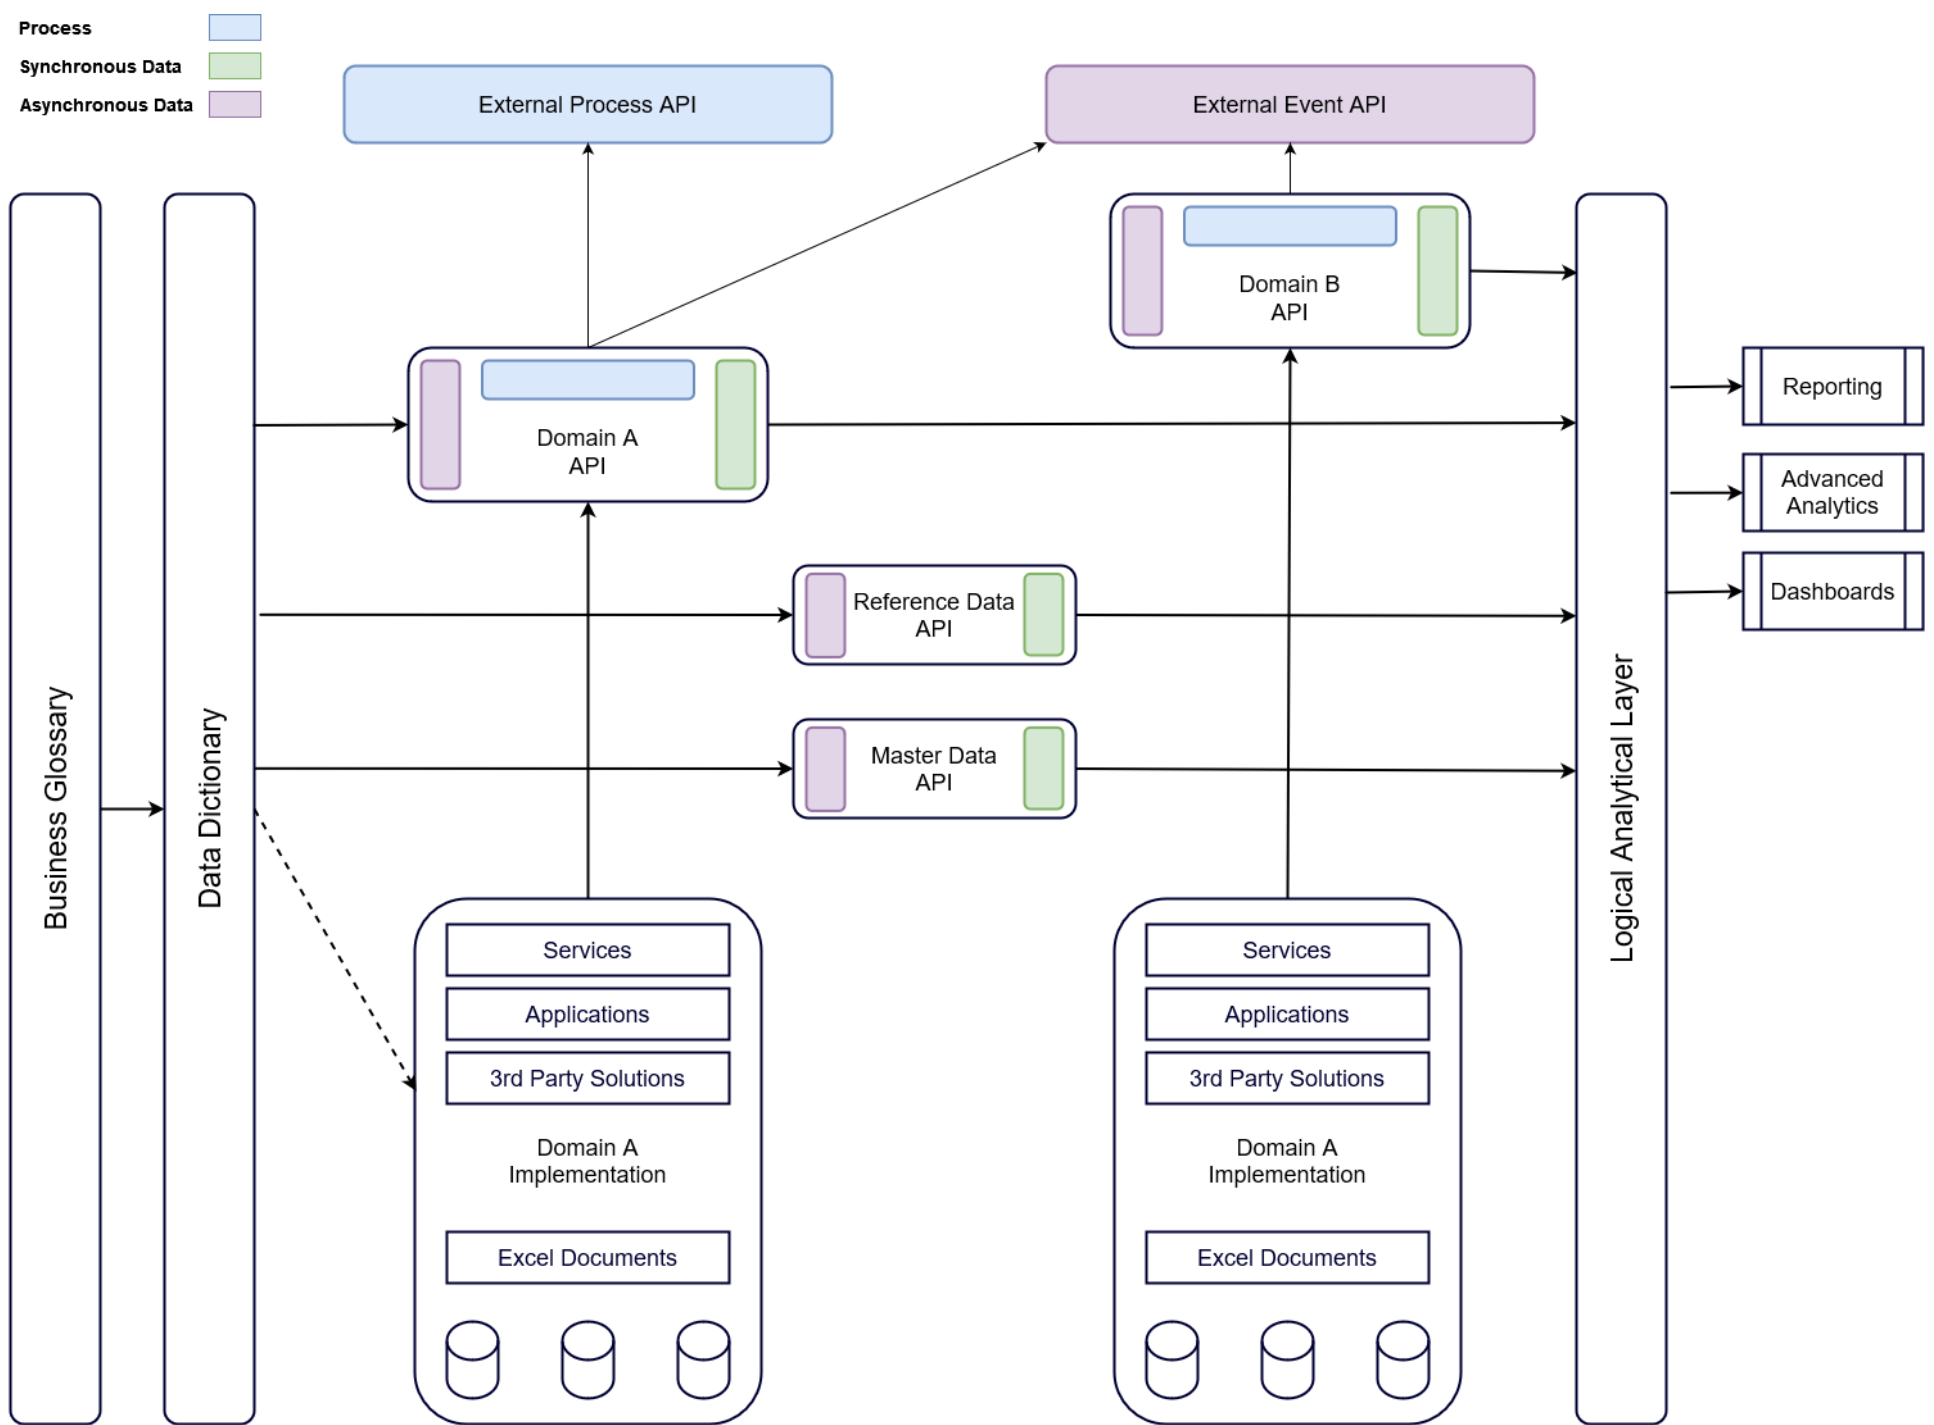 Process
Synchronous Data
Asynchronous Data
External Process API
External Event API
Domain B
API
Domain A
API
Reporting
Advanced
Analytics
Dashboards
Reference Data
API
Master Data
API
Business Glossary
Data Dictionary
Logical Analytical Layer
Services
Applications
3rd Party Solutions
Domain A
Implementation
Excel Documents
Services
Applications
3rd Party Solutions
Domain A
Implementation
Excel Documents